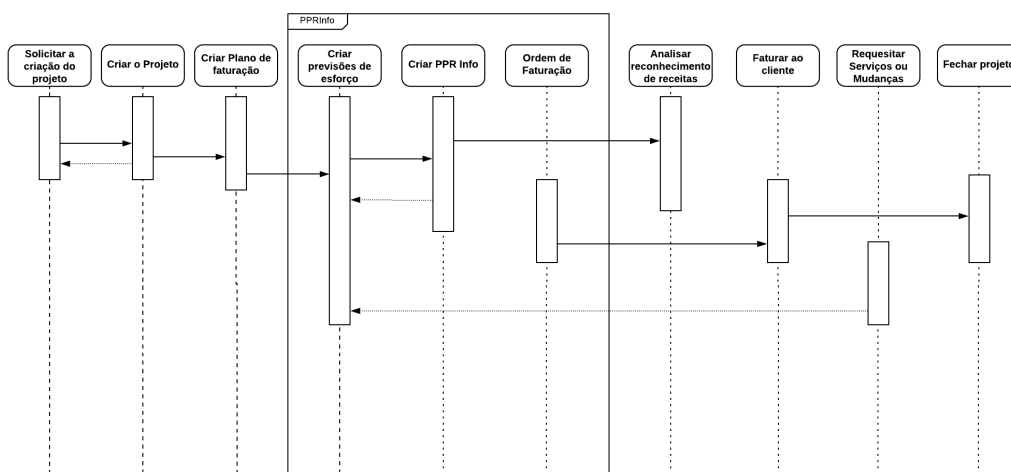 PPRInfo
Solicitar a
criação do
projeto
Criar o Projeto
Criar Plano de
faturação
Criar
previsões de
esforço
Criar PPR Info
Ordem de
Faturação
Analisar
reconhecimento
de receitas
Faturar ao
cliente
Requesitar
Serviços ou
Mudanças
Fechar projeto